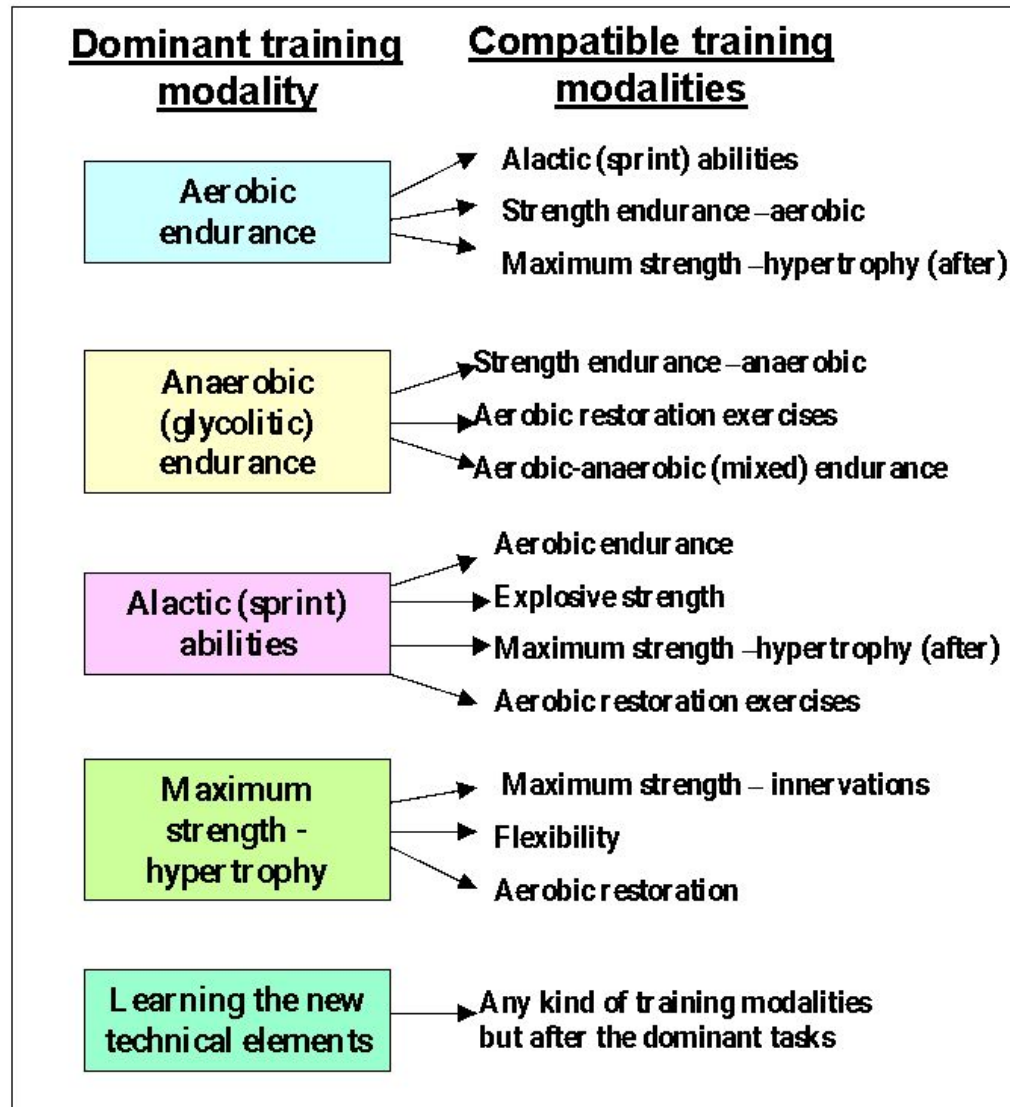 Dominant training
modality
Compatible training
modalities
Aerobic
endurance
Alactic (sprint) abilities
Strength endurance –aerobic
Maximum strength –hypertrophy (after)
Anaerobic
(glycolitic)
endurance
Strength endurance –anaerobic
Aerobic restoration exercises
Aerobic-anaerobic (mixed) endurance
Alactic (sprint)
abilities
Aerobic endurance
Explosive strength
Maximum strength –hypertrophy (after)
Aerobic restoration exercises
Maximum
strength -
hypertrophy
Maximum strength – innervations
Flexibility
Aerobic restoration
Learning the new
technical elements
Any kind of training modalities
but after the dominant tasks